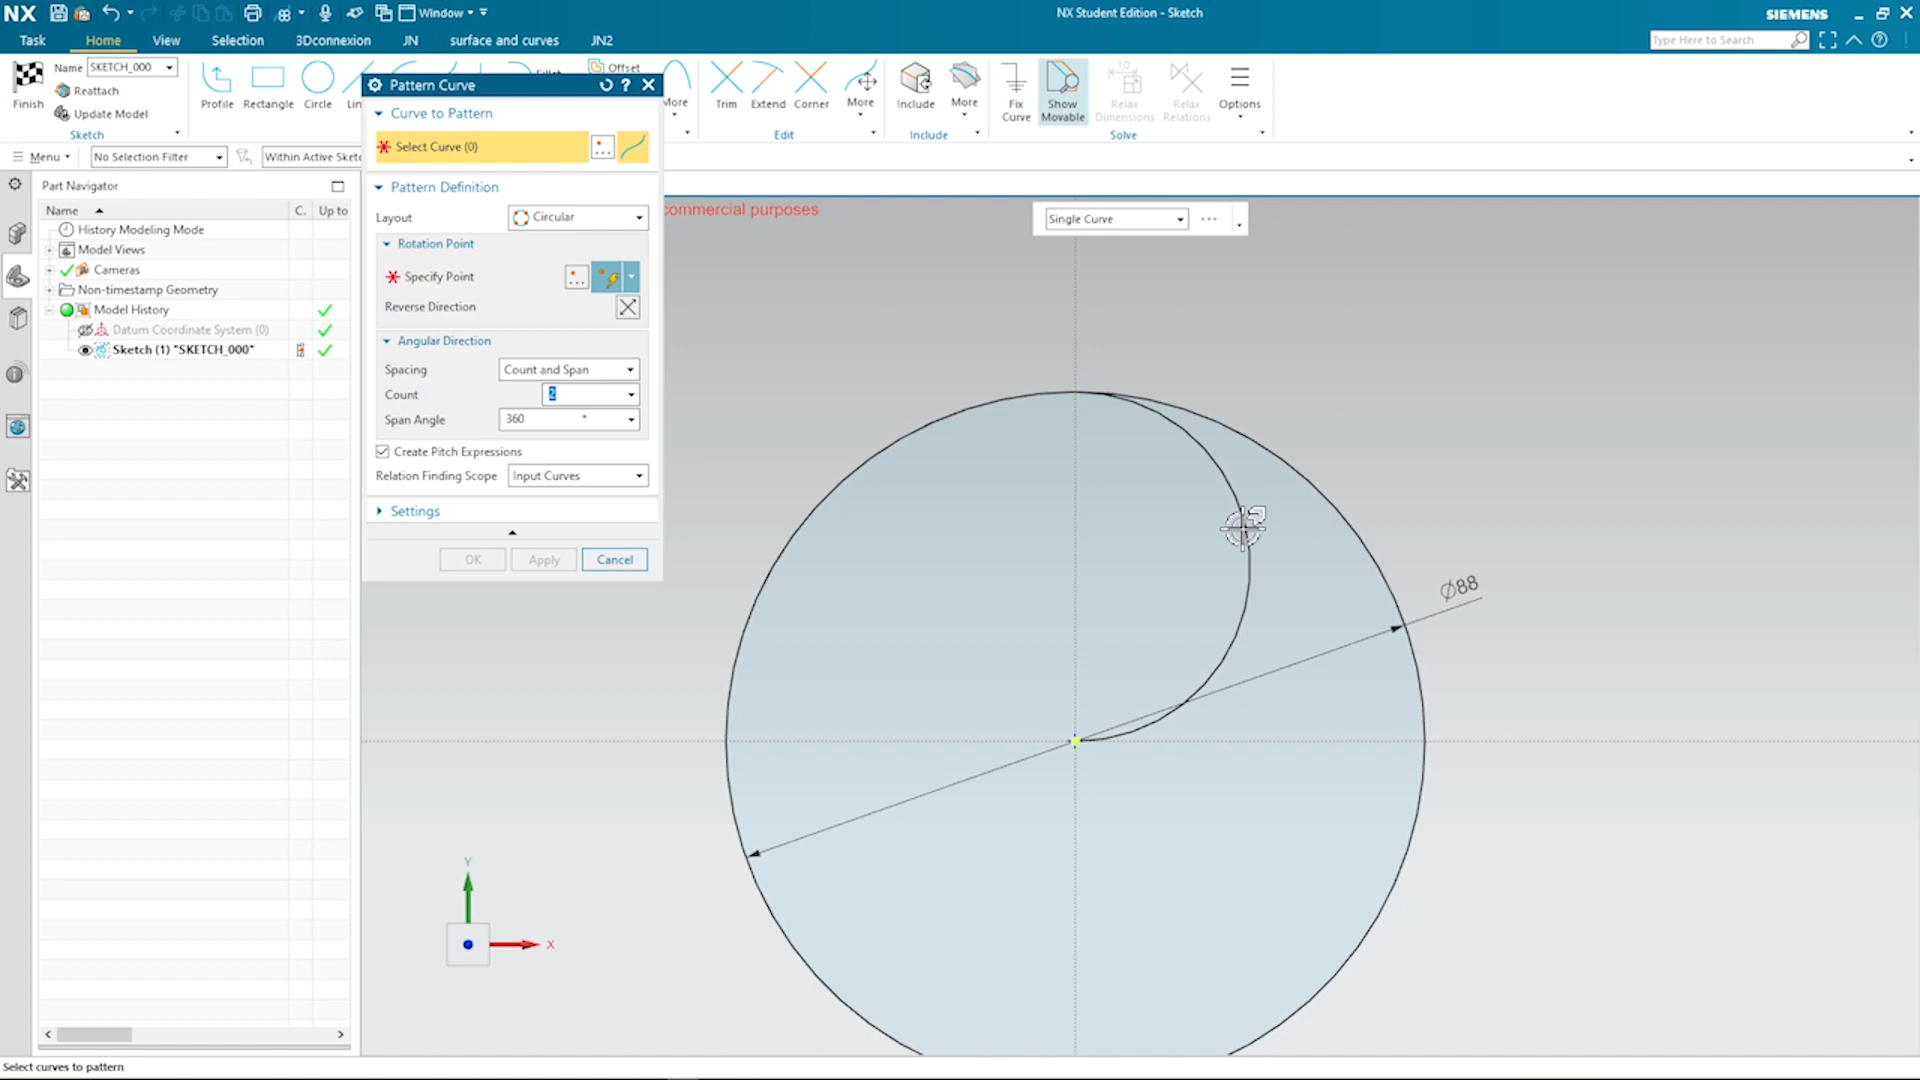 NX
Window
NX Student Edition - Sketch
SIEMENS
Task
Home
View
Selection
3Dconnexion
JN
surface and curves
JN2
Type Here to Search
Finish
Name SKETCH_000
Reattach
Update Model
Sketch
Profile
Rectangle
Circle
Offset
More
Trim
Extend
Corner
More
Edit
Include
More
Include
Fix Curve
Show Movable
Relax Dimensions
Relax Relations
Solve
Options
Menu
No Selection Filter
Within Active Sketc
Part Navigator
Name
C.
Up to
History Modeling Mode
Model Views
Cameras
Non-timestamp Geometry
Model History
Datum Coordinate System (0)
Sketch (1) "SKETCH_000"
Pattern Curve
Curve to Pattern
Select Curve (0)
Pattern Definition
Layout
Circular
Rotation Point
Specify Point
Reverse Direction
Angular Direction
Spacing
Count and Span
Count
2
Span Angle
360 °
Create Pitch Expressions
Relation Finding Scope
Input Curves
Settings
OK
Apply
Cancel
commercial purposes
Single Curve
∅88
Y
X
Select curves to pattern